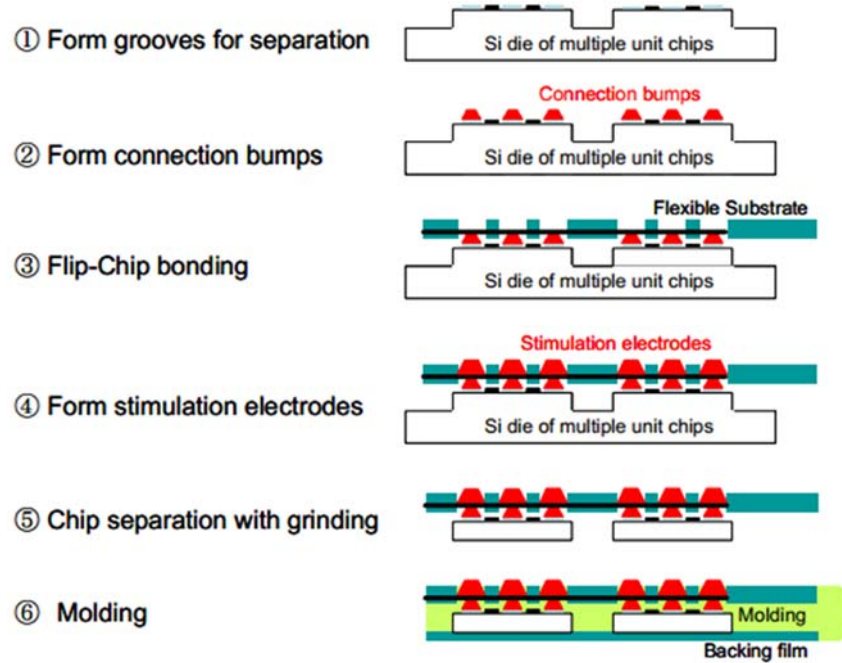 ① Form grooves for separation
Si die of multiple unit chips
Connection bumps
② Form connection bumps
Si die of multiple unit chips
Flexible Substrate
③ Flip-Chip bonding
Si die of multiple unit chips
Stimulation electrodes
④ Form stimulation electrodes
Si die of multiple unit chips
⑤ Chip separation with grinding
⑥ Molding
Molding
Backing film